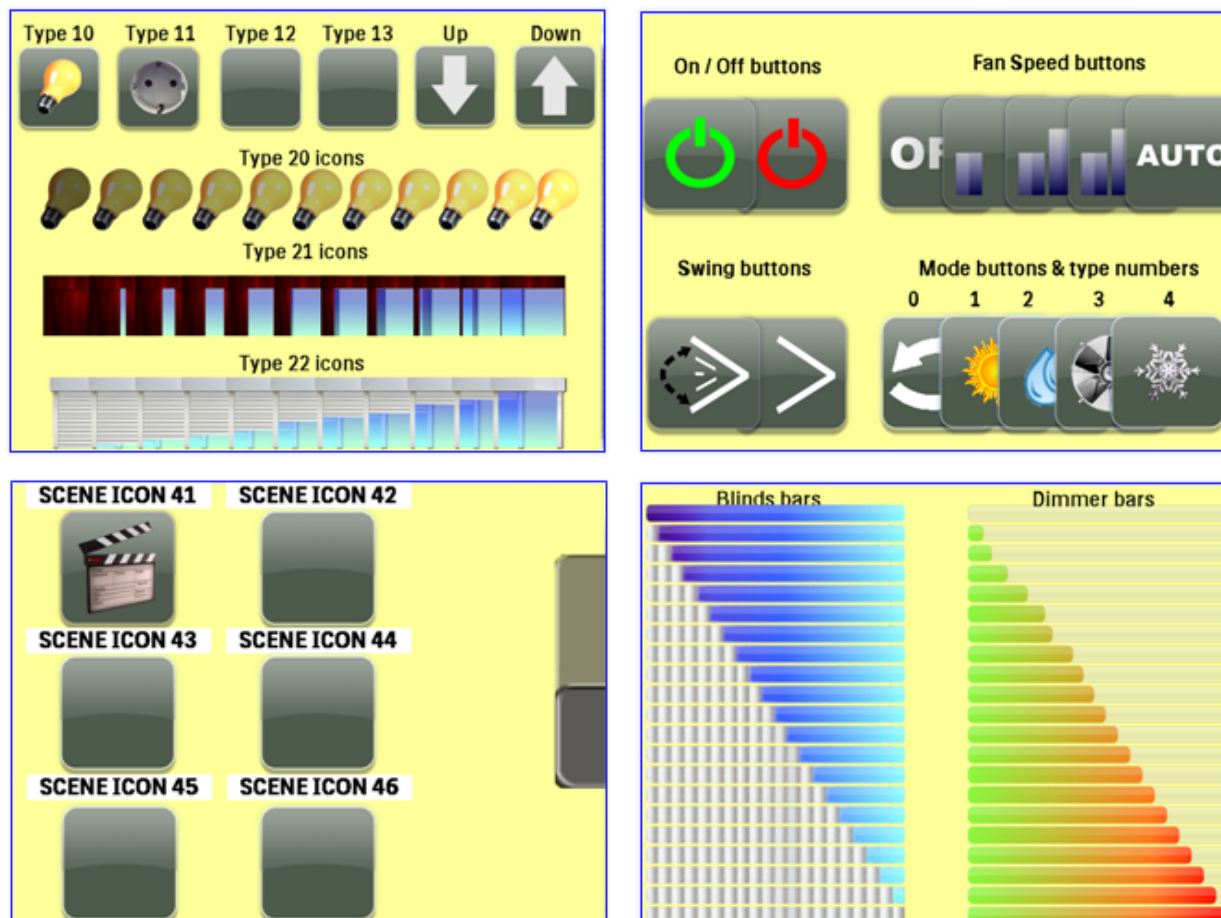 Type 10 Type 11 Type 12 Type 13 Up Down
Type 20 icons
Type 21 icons
Type 22 icons
On / Off buttons Fan Speed buttons
AUTO
Swing buttons Mode buttons & type numbers
0 1 2 3 4
SCENE ICON 41 SCENE ICON 42
SCENE ICON 43 SCENE ICON 44
SCENE ICON 45 SCENE ICON 46
Blinds bars Dimmer bars